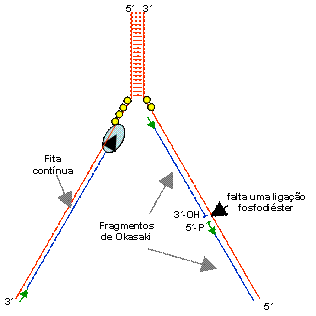 5´ 3´
Fita
contínua
falta uma ligação
fosfodiéster
3´-OH
5´- P
Fragmentos
de Okasaki
3´
5´